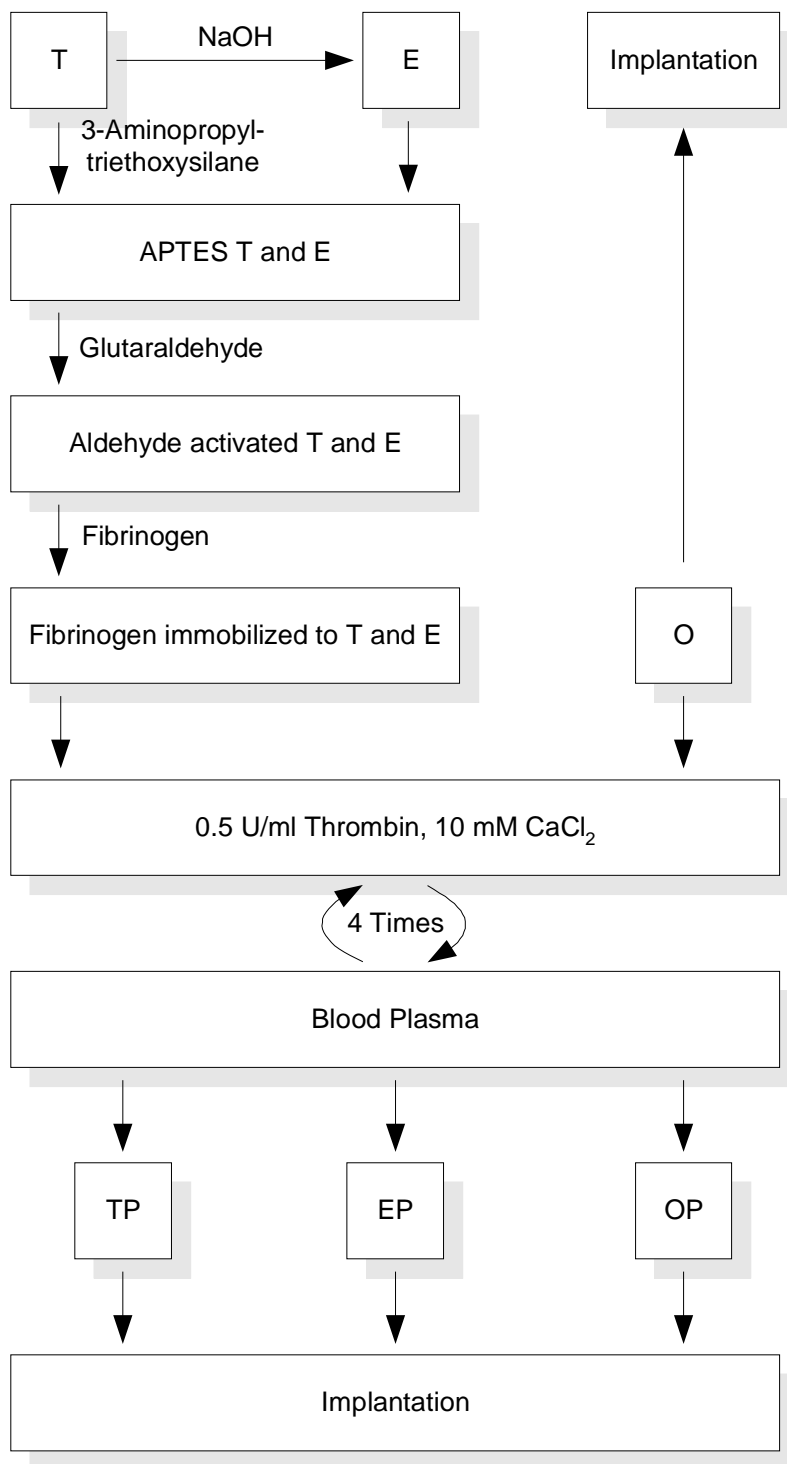 T
NaOH
E
Implantation
3-Aminopropyl-
triethoxysilane
APTES T and E
Glutaraldehyde
Aldehyde activated T and E
Fibrinogen
Fibrinogen immobilized to T and E
O
0.5 U/ml Thrombin, 10 mM CaCl₂
4 Times
Blood Plasma
TP
EP
OP
Implantation